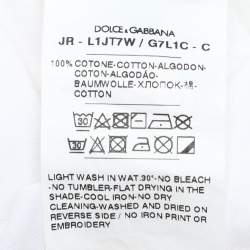 DOLCE & GABBANA
JR - L1JT7W / G7L1C - C
100% COTONE-COTTON-ALGODON-
COTON-ALGODÃO-
BAUMWOLLE-ХЛОПОК-棉-
COTTON
30 30
LIGHT WASH IN WAT.30°-NO BLEACH
-NO TUMBLER-FLAT DRYING IN THE
SHADE-COOL IRON-NO DRY
CLEANING-WASHED AND DRIED ON
REVERSE SIDE / NO IRON PRINT OR
EMBROIDERY